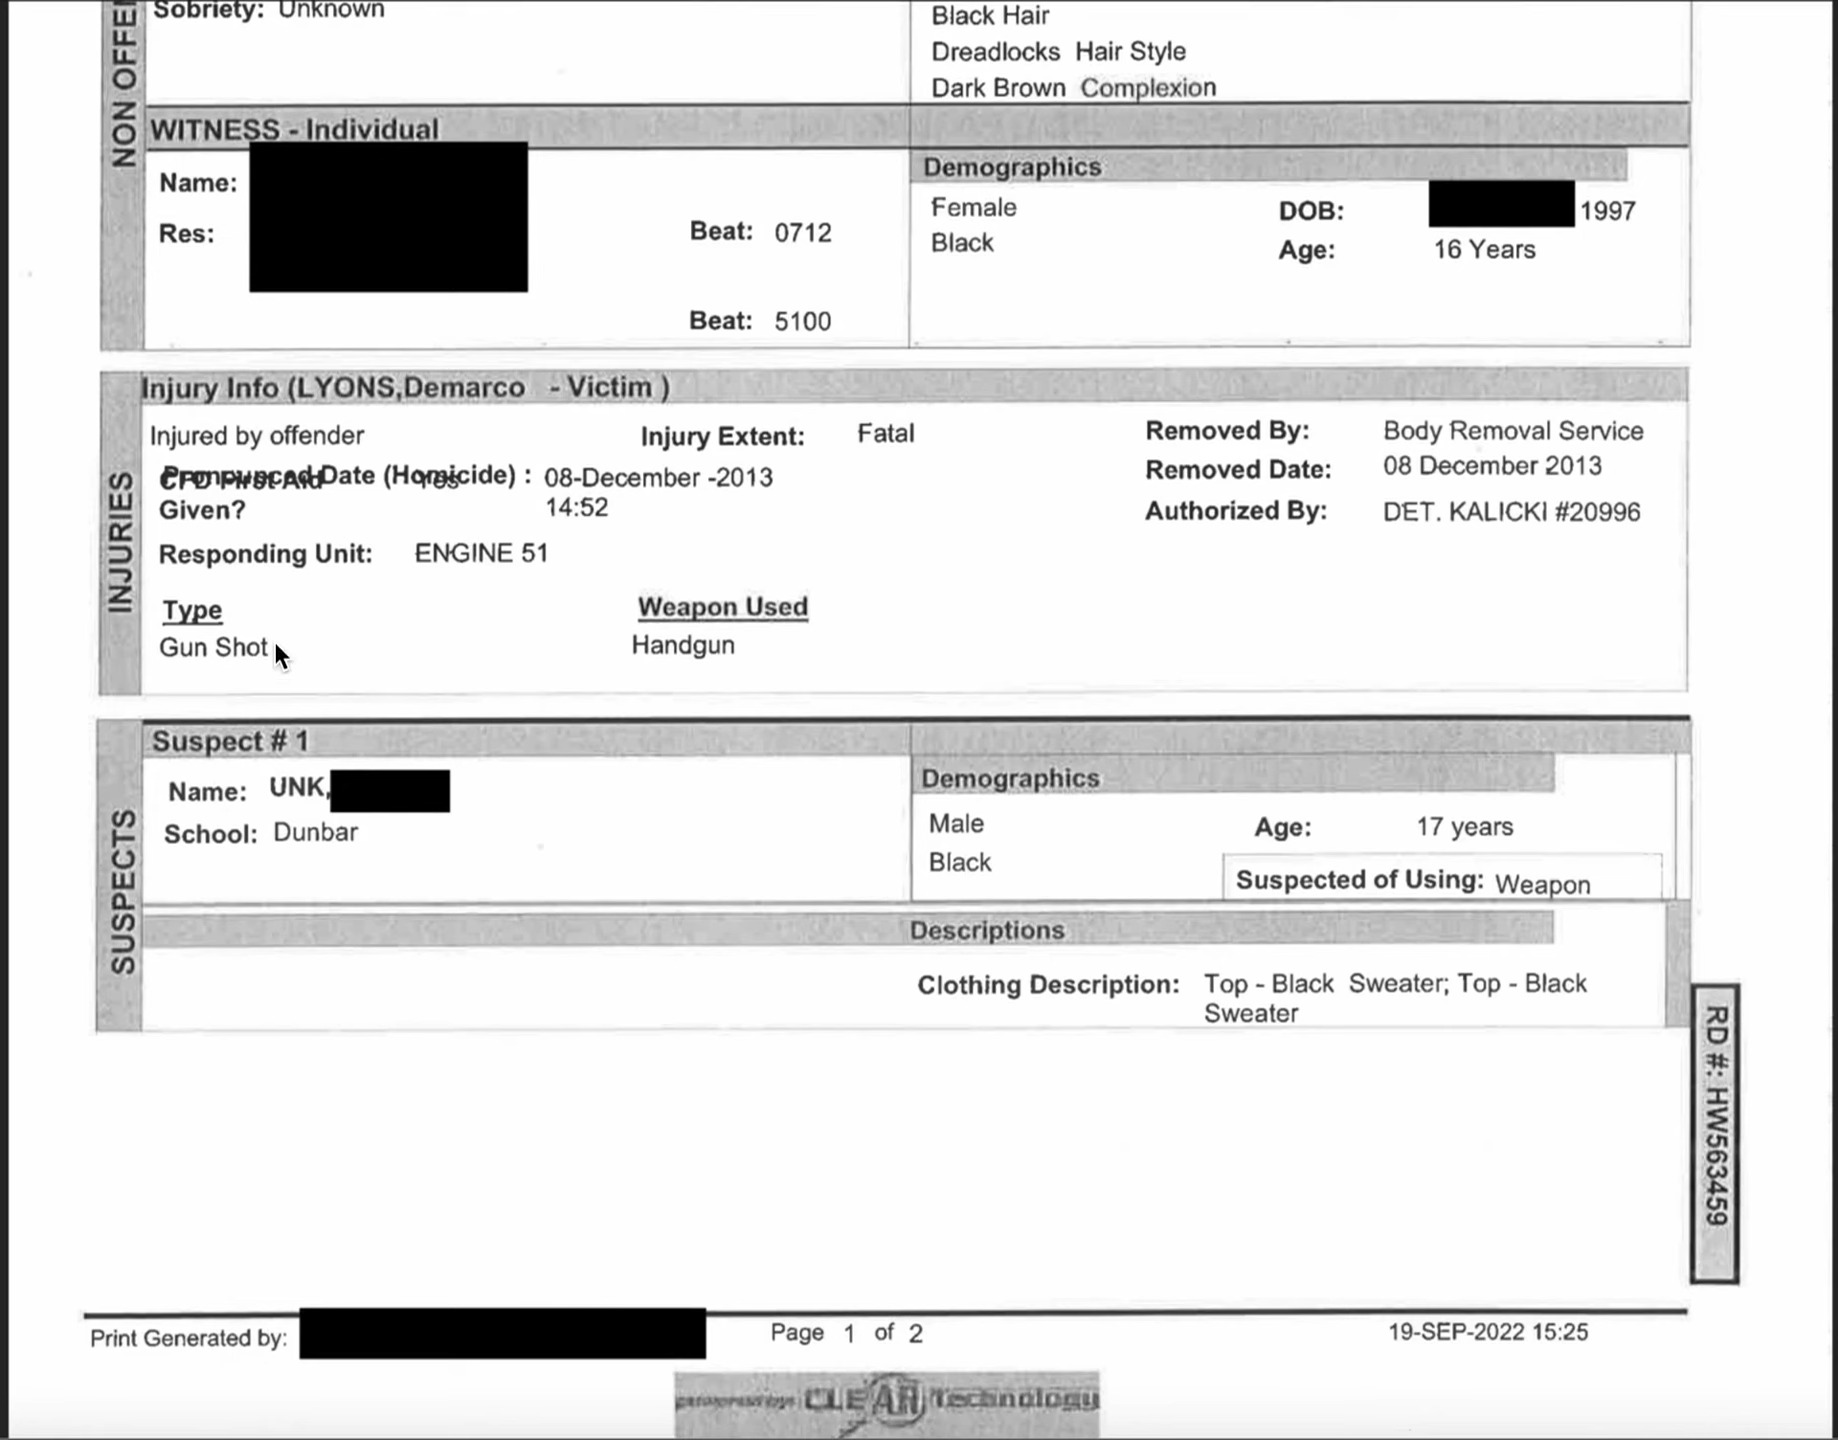 Sobriety: Unknown
Black Hair
Dreadlocks Hair Style
Dark Brown Complexion
NON OFFE
WITNESS - Individual
Name:
Res:
Beat: 0712
Beat: 5100
Demographics
Female
Black
DOB: 1997
Age: 16 Years
INJURIES
Injury Info (LYONS,Demarco - Victim )
Injured by offender
Injury Extent: Fatal
Removed By: Body Removal Service
Pronounced Date (Homicide) : 08-December -2013
14:52
CFD First Aid Yes
Given?
Removed Date: 08 December 2013
Authorized By: DET. KALICKI #20996
Responding Unit: ENGINE 51
Type
Weapon Used
Gun Shot
Handgun
SUSPECTS
Suspect # 1
Name: UNK,
School: Dunbar
Demographics
Male
Black
Age: 17 years
Suspected of Using: Weapon
Descriptions
Clothing Description: Top - Black Sweater; Top - Black
Sweater
RD #: HW563459
Print Generated by:
Page 1 of 2
19-SEP-2022 15:25
CLEAR Technology